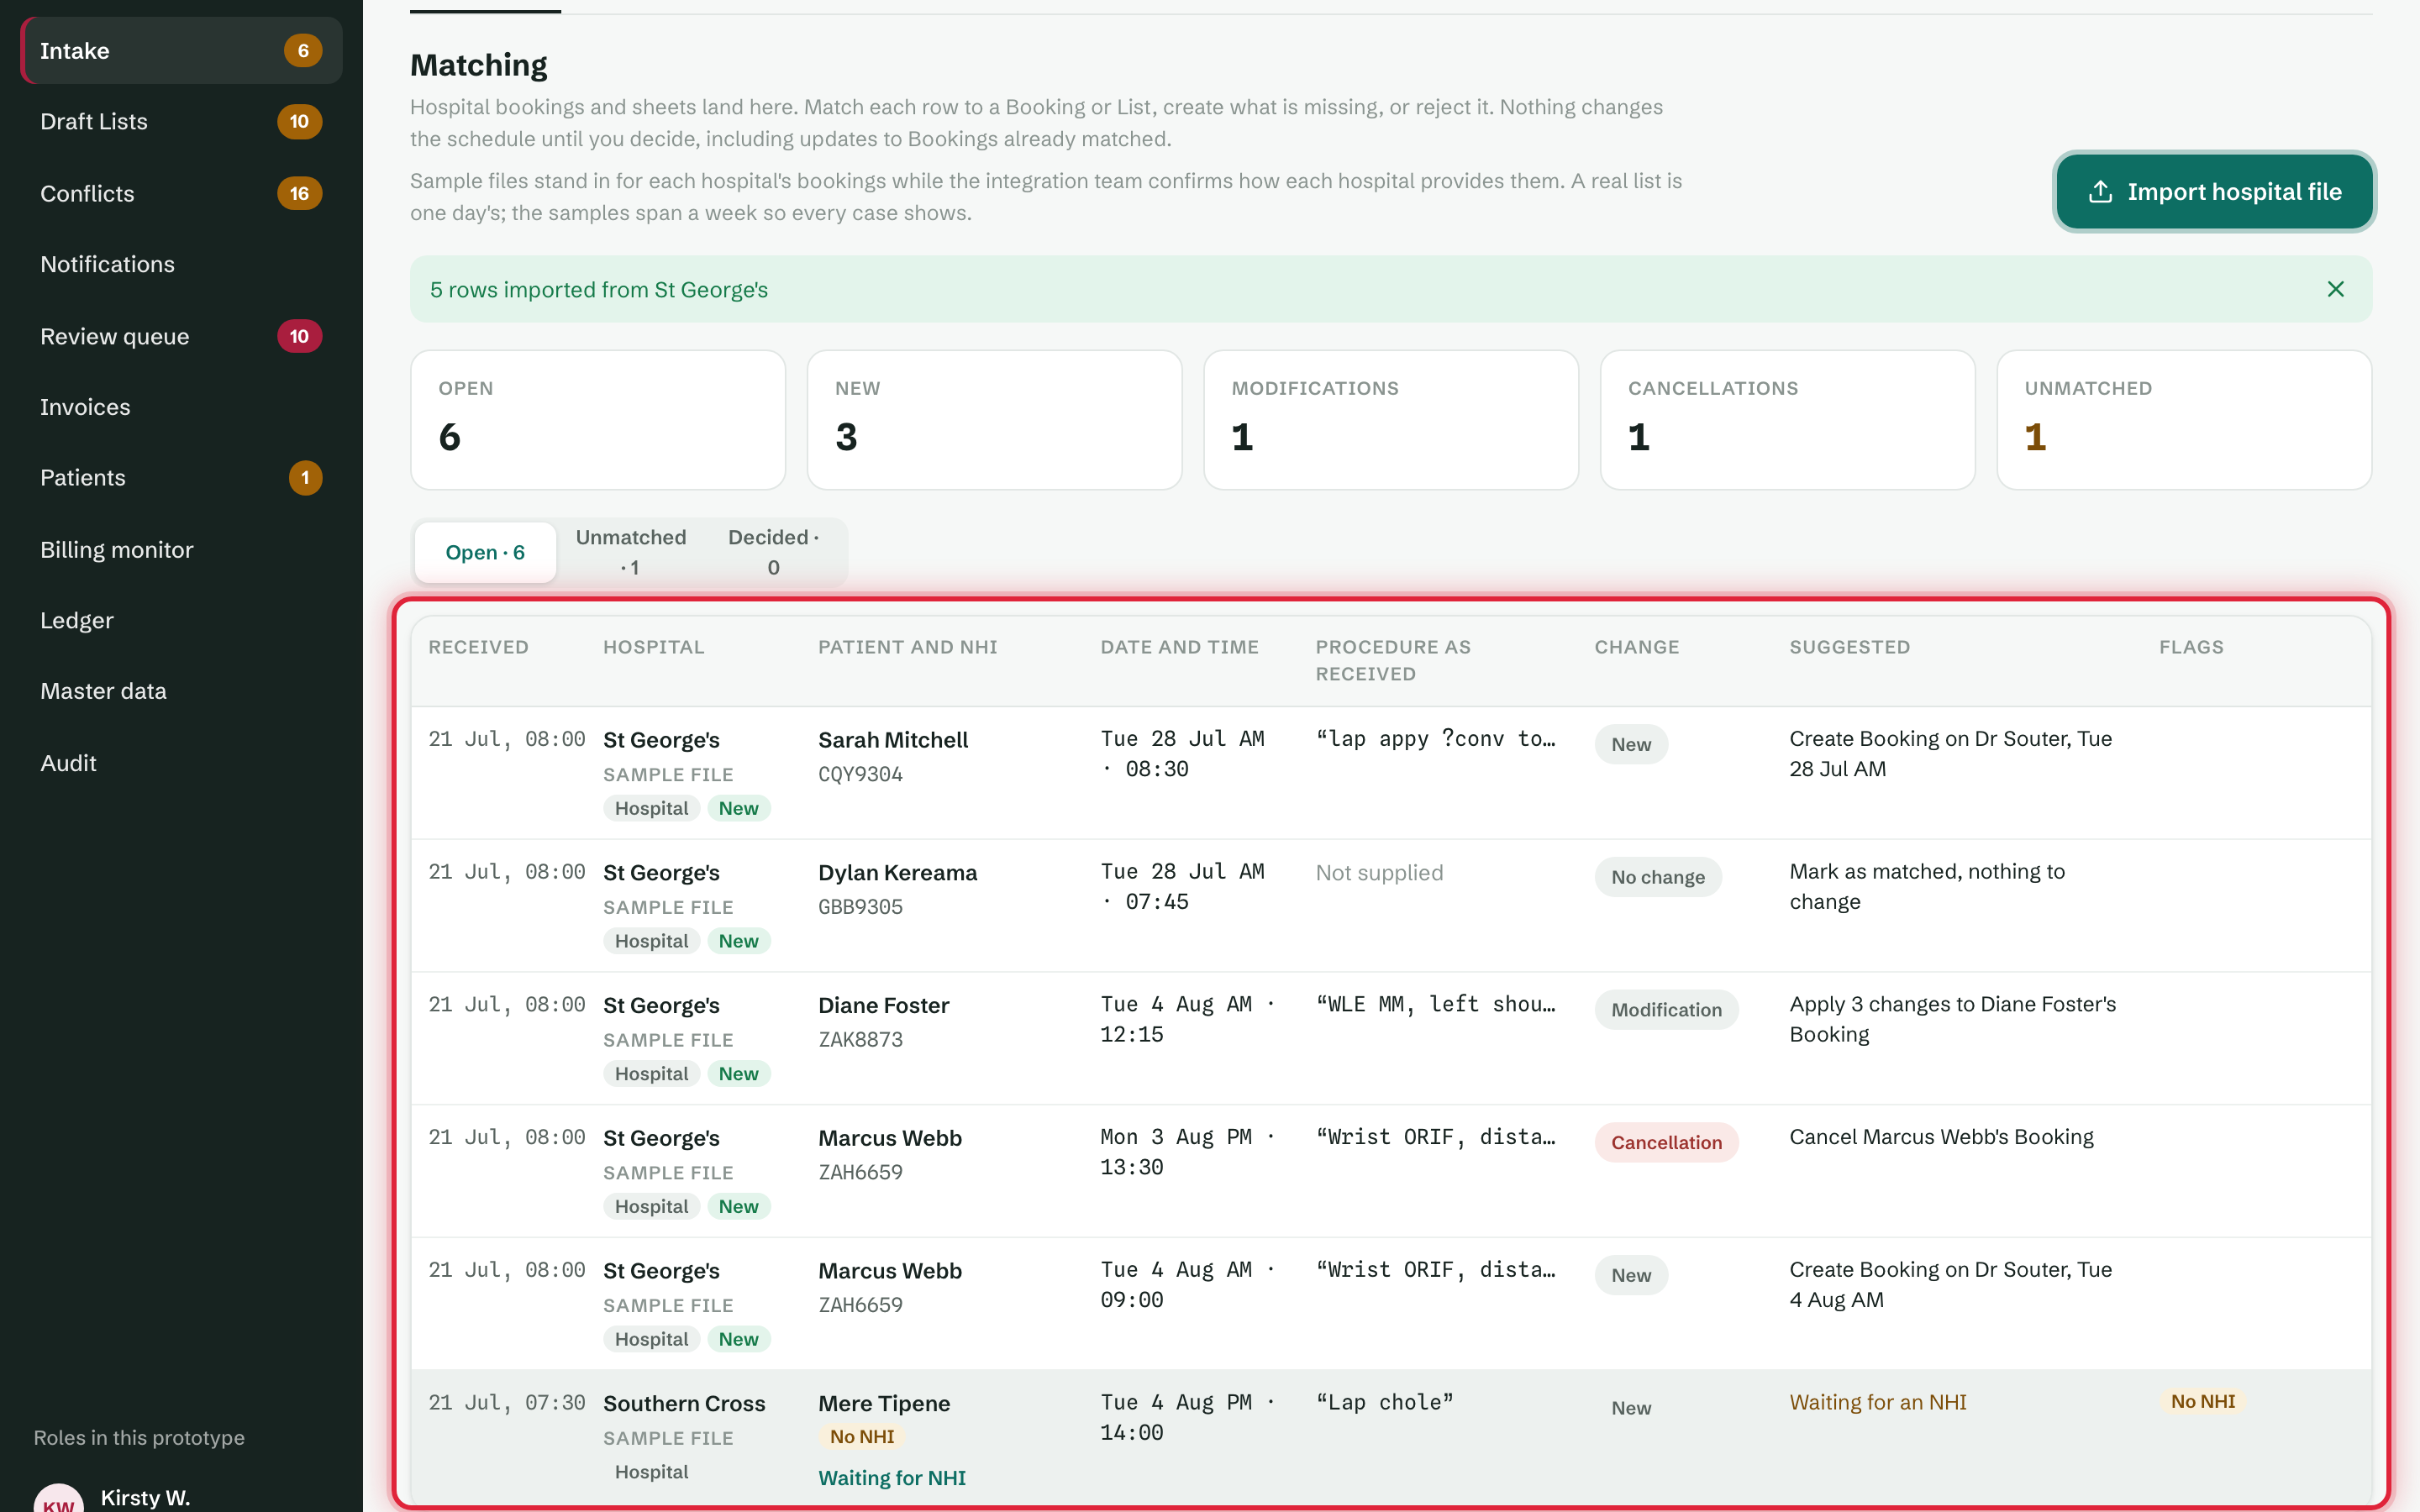 Intake 6
Draft Lists 10
Conflicts 16
Notifications
Review queue 10
Invoices
Patients 1
Billing monitor
Ledger
Master data
Audit
Roles in this prototype
KW Kirsty W.
Matching
Hospital bookings and sheets land here. Match each row to a Booking or List, create what is missing, or reject it. Nothing changes
the schedule until you decide, including updates to Bookings already matched.
Sample files stand in for each hospital's bookings while the integration team confirms how each hospital provides them. A real list is
one day's; the samples span a week so every case shows.
Import hospital file
5 rows imported from St George's
OPEN
6
NEW
3
MODIFICATIONS
1
CANCELLATIONS
1
UNMATCHED
1
Open · 6
Unmatched
· 1
Decided ·
0
RECEIVED
HOSPITAL
PATIENT AND NHI
DATE AND TIME
PROCEDURE AS
RECEIVED
CHANGE
SUGGESTED
FLAGS
21 Jul, 08:00
St George's
SAMPLE FILE
Hospital New
Sarah Mitchell
CQY9304
Tue 28 Jul AM
· 08:30
“lap appy ?conv to…
New
Create Booking on Dr Souter, Tue
28 Jul AM
21 Jul, 08:00
St George's
SAMPLE FILE
Hospital New
Dylan Kereama
GBB9305
Tue 28 Jul AM
· 07:45
Not supplied
No change
Mark as matched, nothing to
change
21 Jul, 08:00
St George's
SAMPLE FILE
Hospital New
Diane Foster
ZAK8873
Tue 4 Aug AM ·
12:15
“WLE MM, left shou…
Modification
Apply 3 changes to Diane Foster's
Booking
21 Jul, 08:00
St George's
SAMPLE FILE
Hospital New
Marcus Webb
ZAH6659
Mon 3 Aug PM ·
13:30
“Wrist ORIF, dista…
Cancellation
Cancel Marcus Webb's Booking
21 Jul, 08:00
St George's
SAMPLE FILE
Hospital New
Marcus Webb
ZAH6659
Tue 4 Aug AM ·
09:00
“Wrist ORIF, dista…
New
Create Booking on Dr Souter, Tue
4 Aug AM
21 Jul, 07:30
Southern Cross
SAMPLE FILE
Hospital
Mere Tipene
No NHI
Waiting for NHI
Tue 4 Aug PM ·
14:00
“Lap chole”
New
Waiting for an NHI
No NHI